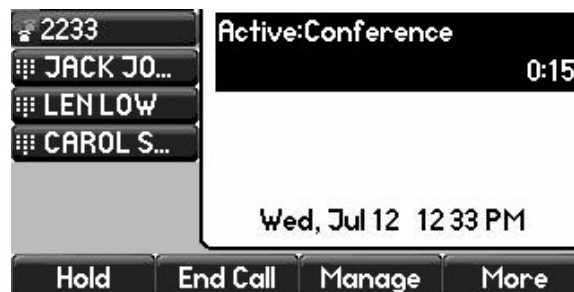 2233
JACK JO...
LEN LOW
CAROL S...
Active:Conference
0:15
Wed, Jul 12 12 33 PM
Hold End Call Manage More